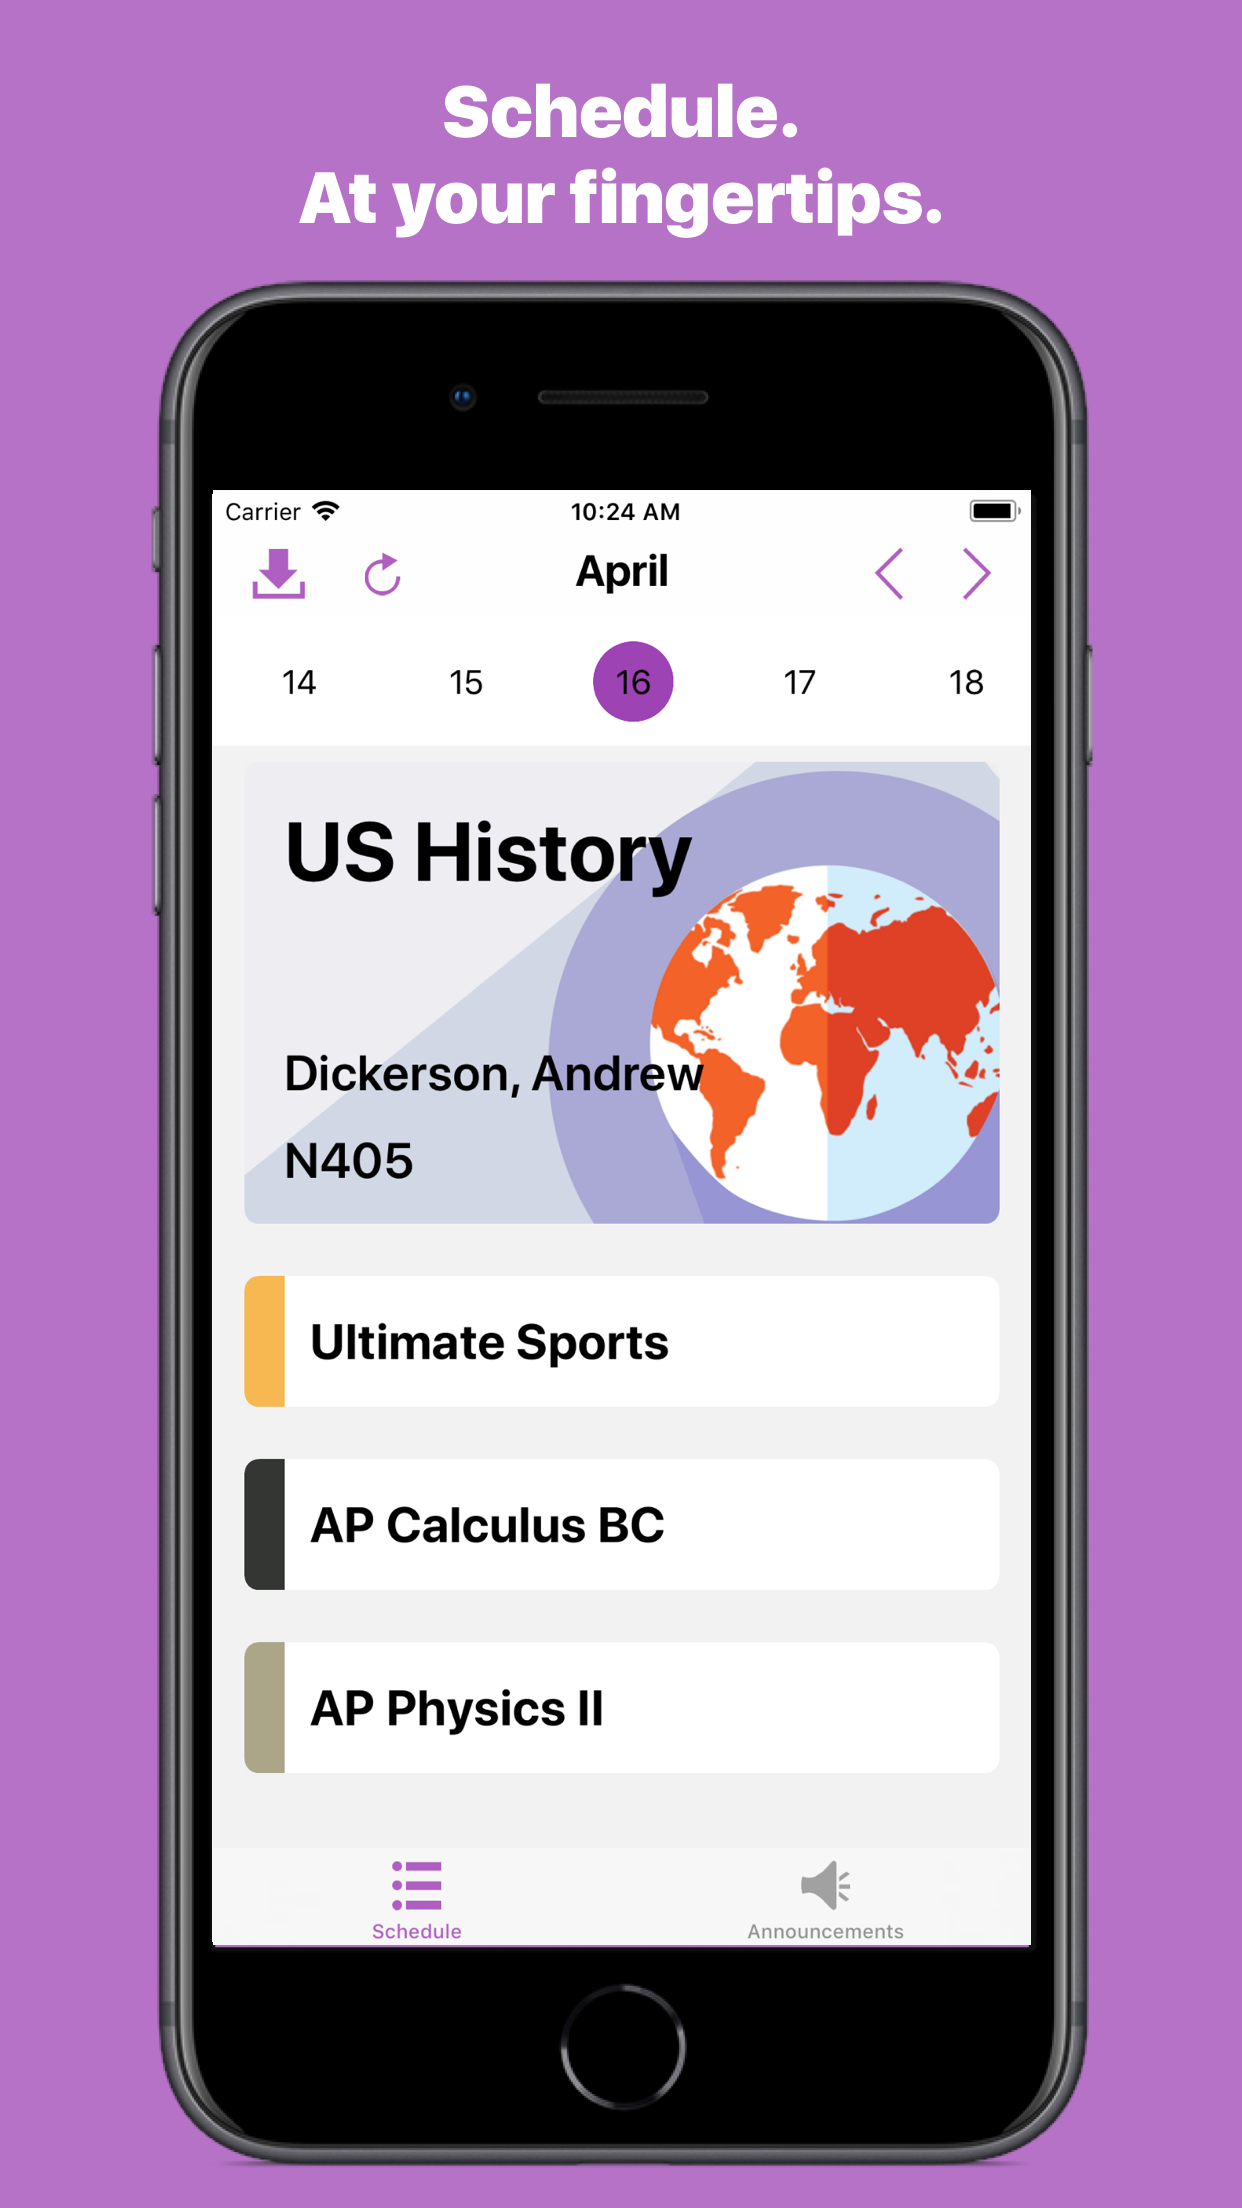 Schedule.
At your fingertips.
Carrier 10:24 AM
April
14 15 16 17 18
US History
Dickerson, Andrew
N405
Ultimate Sports
AP Calculus BC
AP Physics II
Schedule Announcements